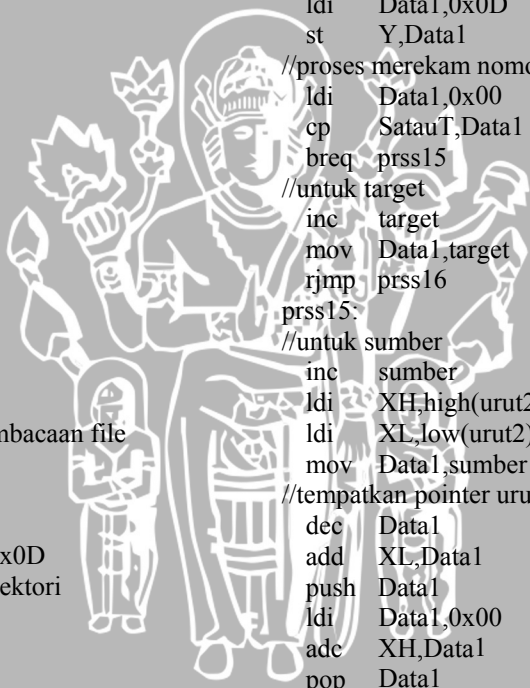 mbacaan file
x0D
ektori
ldi Data1,0x0D
st Y,Data1
//proses merekam nomo
ldi Data1,0x00
cp SatauT,Data1
breq prss15
//untuk target
inc target
mov Data1,target
rjmp prss16
prss15:
//untuk sumber
inc sumber
ldi XH,high(urut2
ldi XL,low(urut2)
mov Data1,sumber
//tempatkan pointer uru
dec Data1
add XL,Data1
push Data1
ldi Data1,0x00
adc XH,Data1
pop Data1